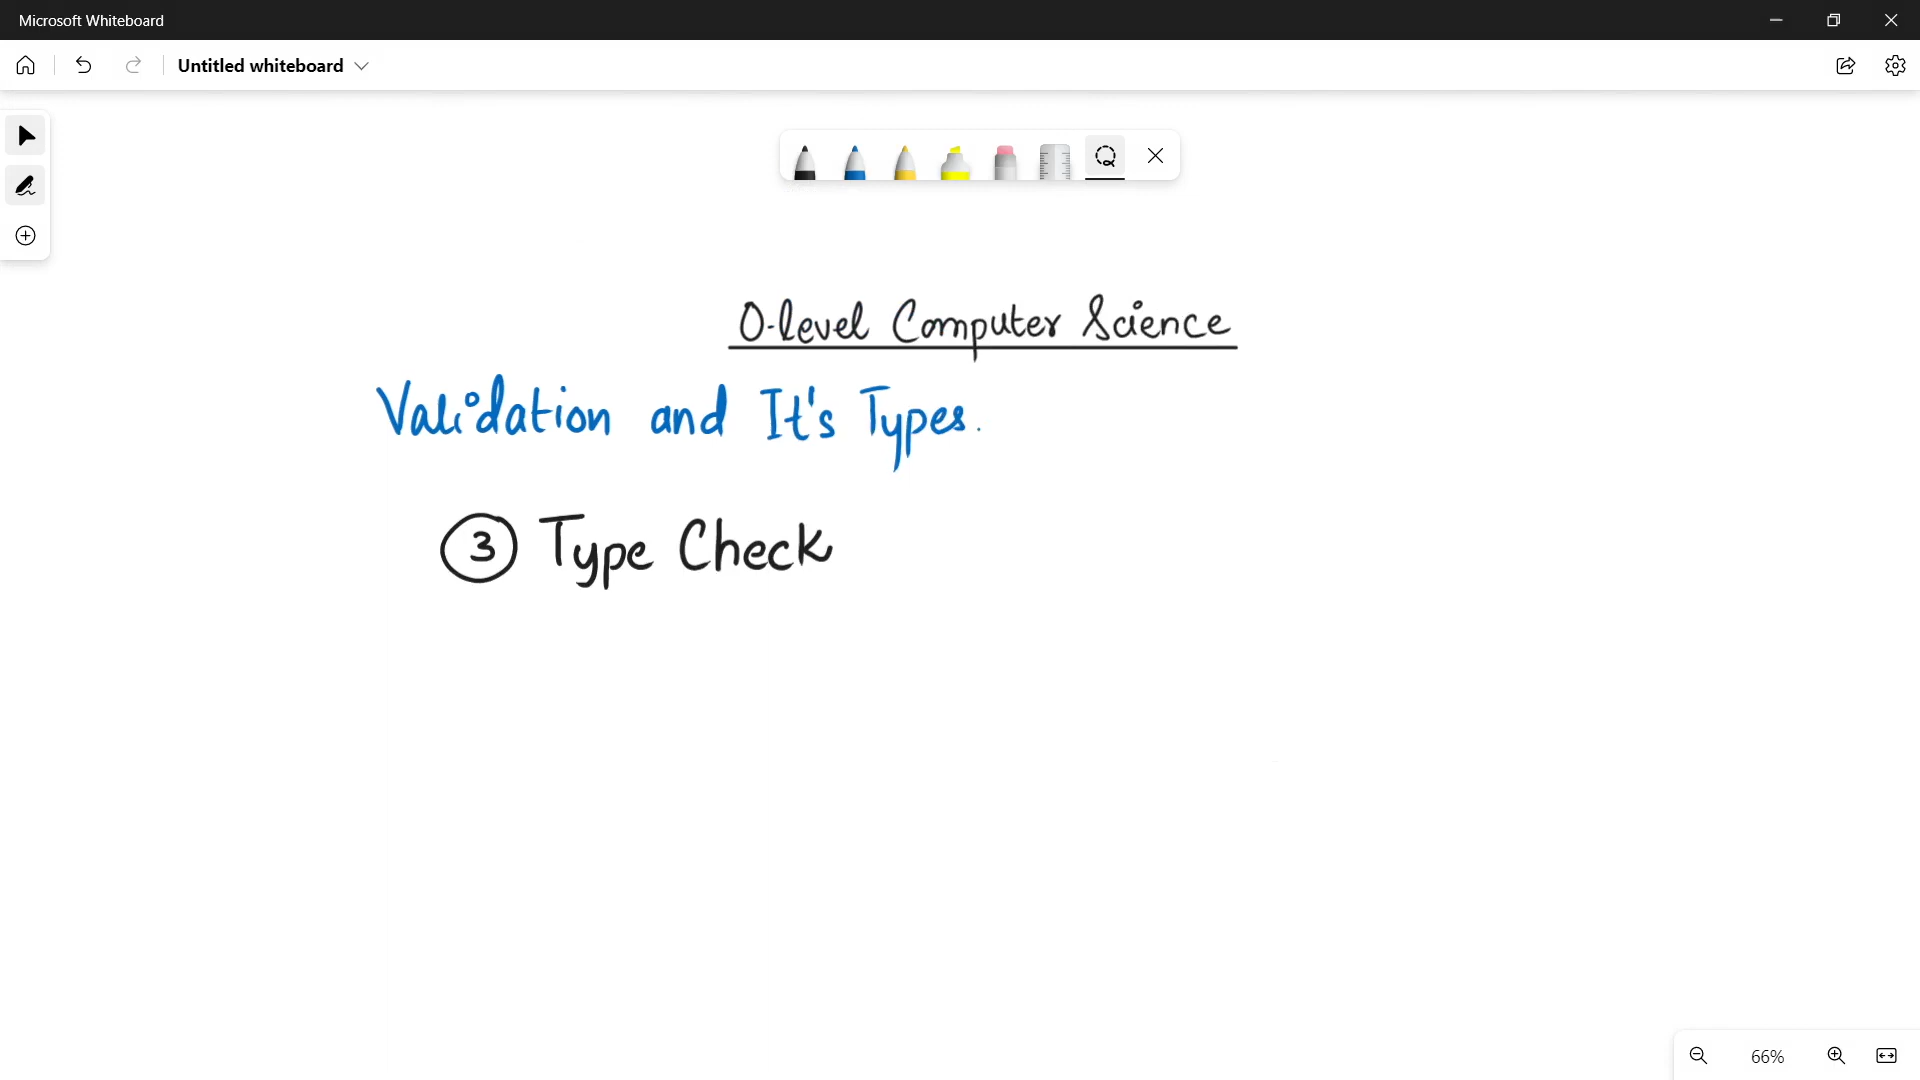 Microsoft Whiteboard
Untitled whiteboard
O-level Computer Science
Validation and It's Types.
3 Type Check
66%